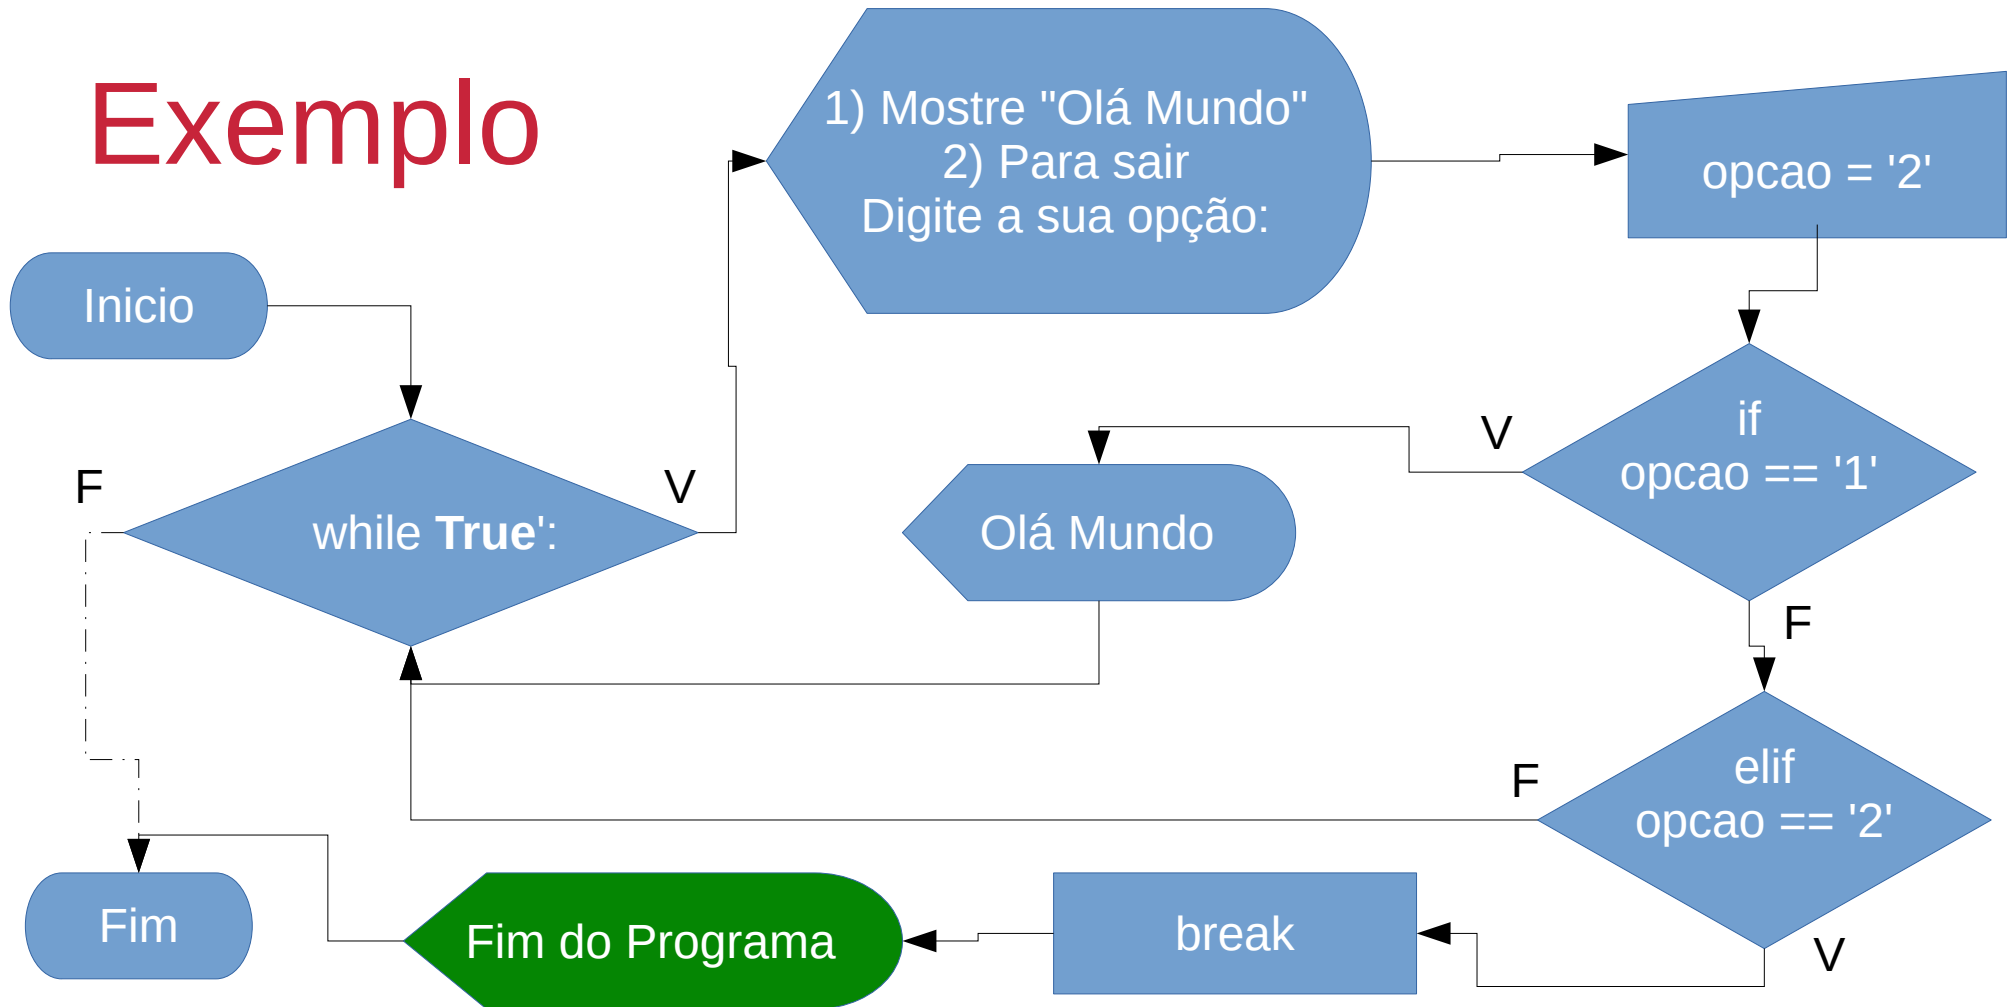 Exemplo
1) Mostre "Olá Mundo"
2) Para sair
Digite a sua opção:
opcao = '2'
Inicio
if
opcao == '1'
V
F
V
while True':
Olá Mundo
F
elif
opcao == '2'
F
V
break
Fim do Programa
Fim